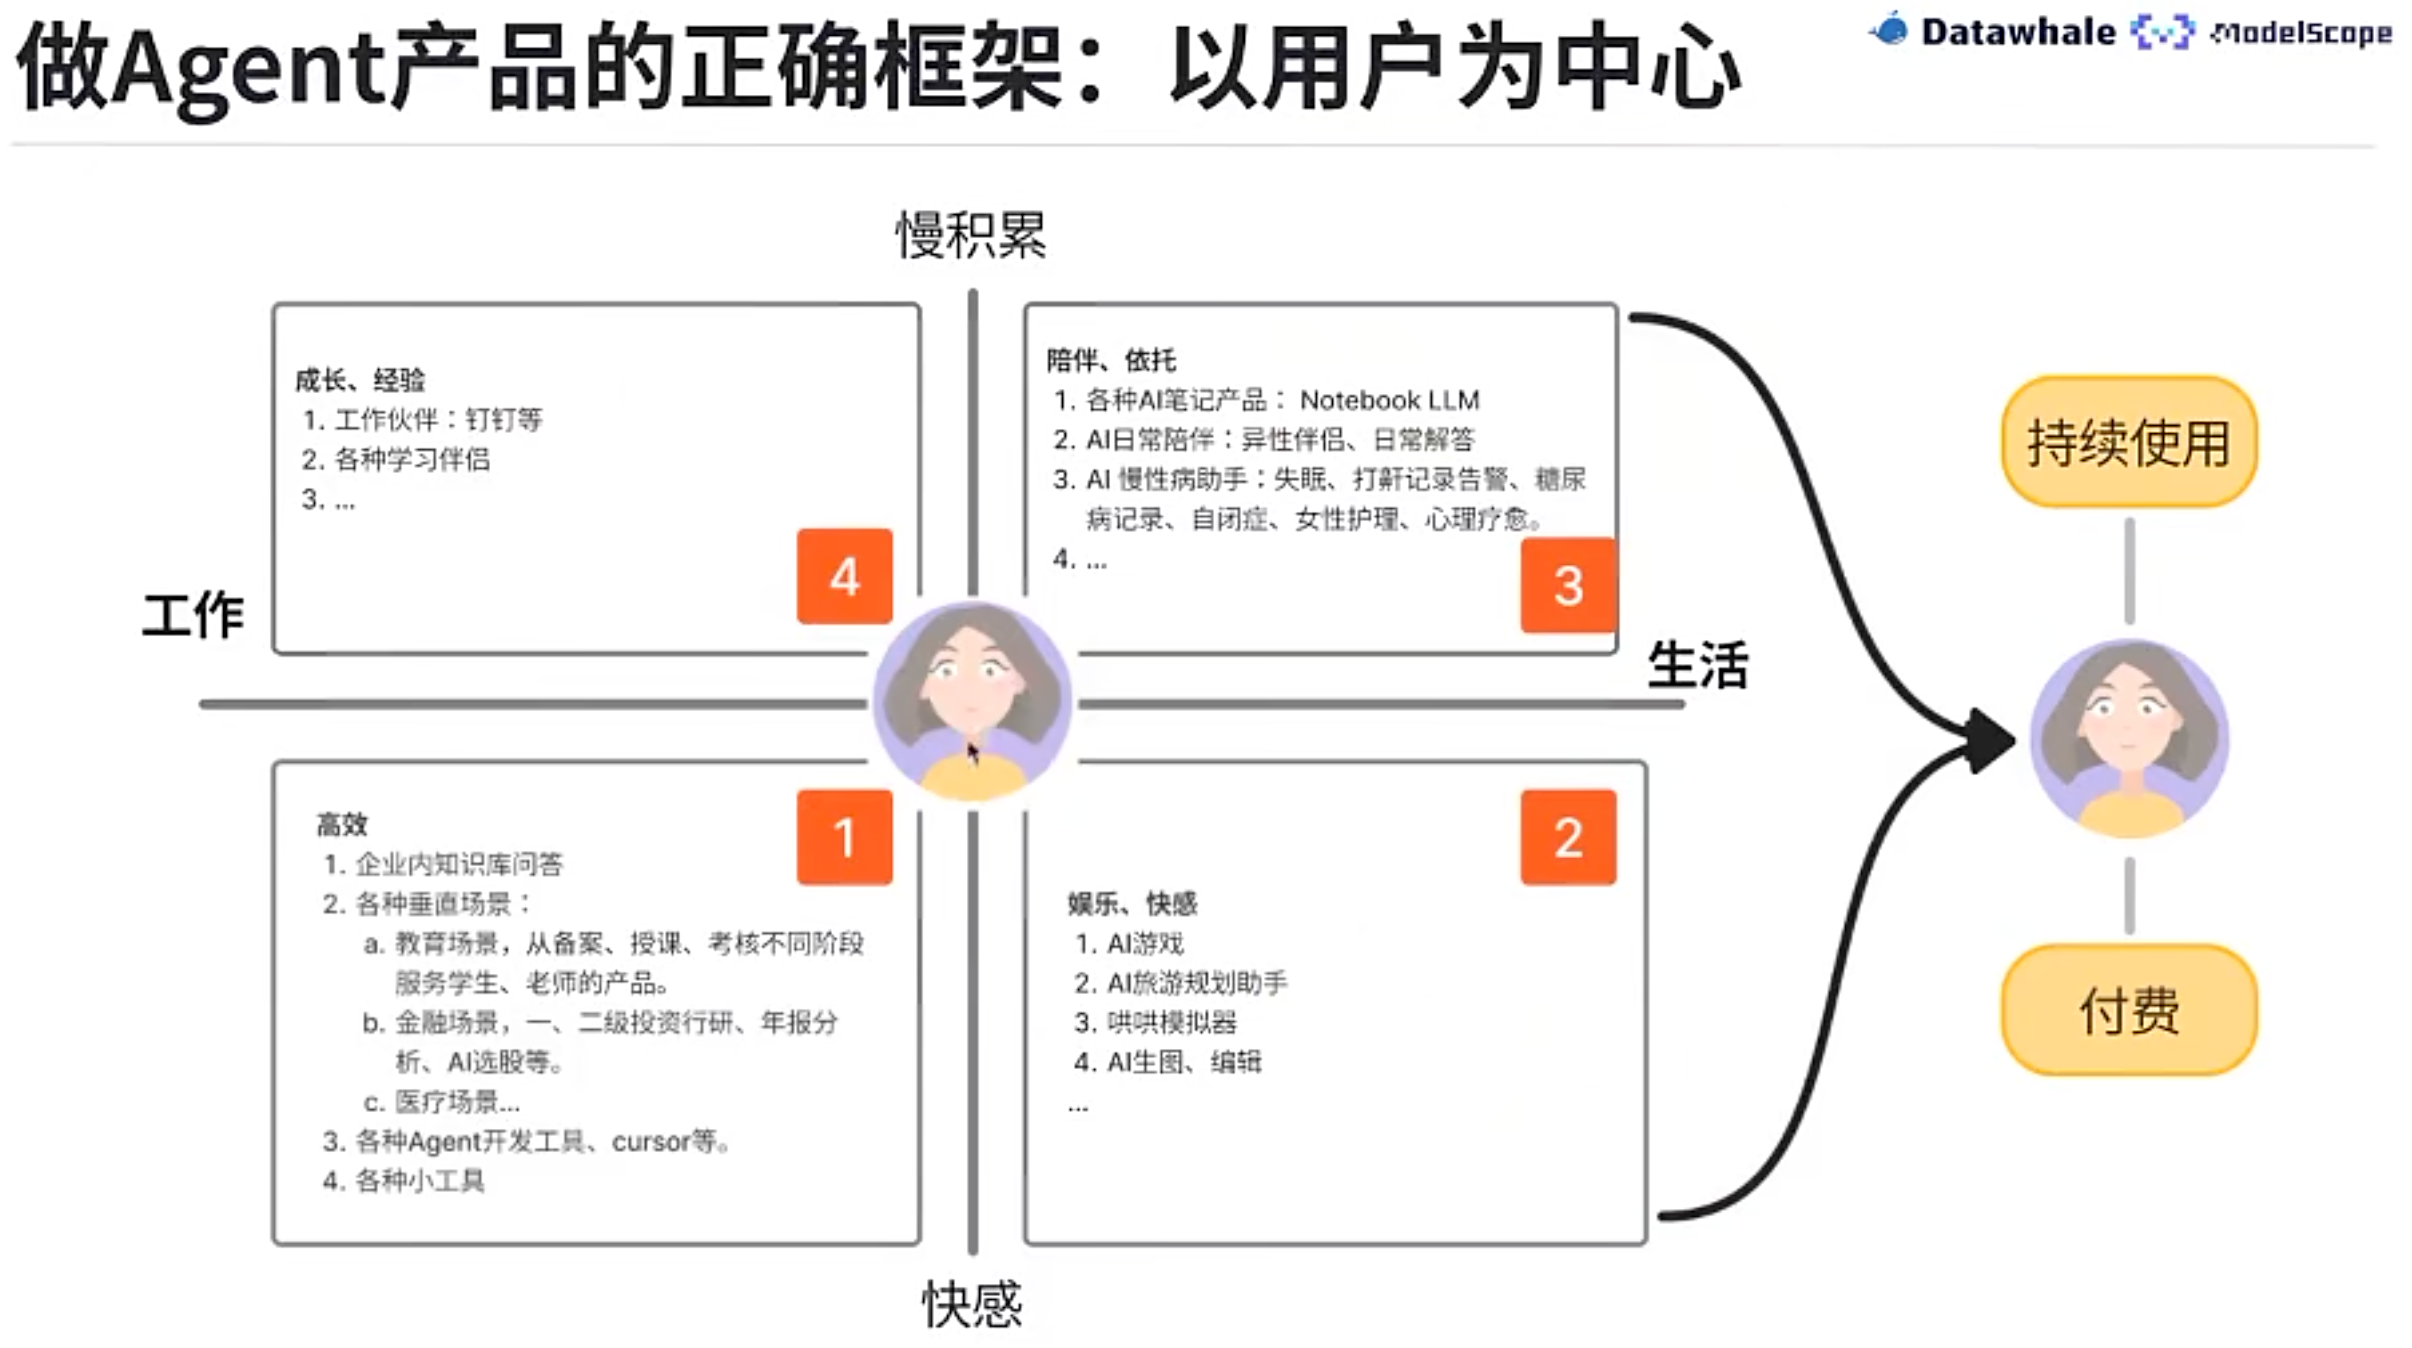 做Agent产品的正确框架：以用户为中心
Datawhale
ModelScope
慢积累
成长、经验
1. 工作伙伴：钉钉等
2. 各种学习伴侣
3. ...
4
陪伴、依托
1. 各种AI笔记产品： Notebook LLM
2. AI日常陪伴：异性伴侣、日常解答
3. AI 慢性病助手：失眠、打鼾记录告警、糖尿
病记录、自闭症、女性护理、心理疗愈。
4. ...
3
工作
生活
高效
1. 企业内知识库问答
2. 各种垂直场景：
a. 教育场景，从备案、授课、考核不同阶段
服务学生、老师的产品。
b. 金融场景，一、二级投资行研、年报分
析、AI选股等。
c. 医疗场景...
3. 各种Agent开发工具、cursor等。
4. 各种小工具
1
2
娱乐、快感
1. AI游戏
2. AI旅游规划助手
3. 哄哄模拟器
4. AI生图、编辑
...
快感
持续使用
付费